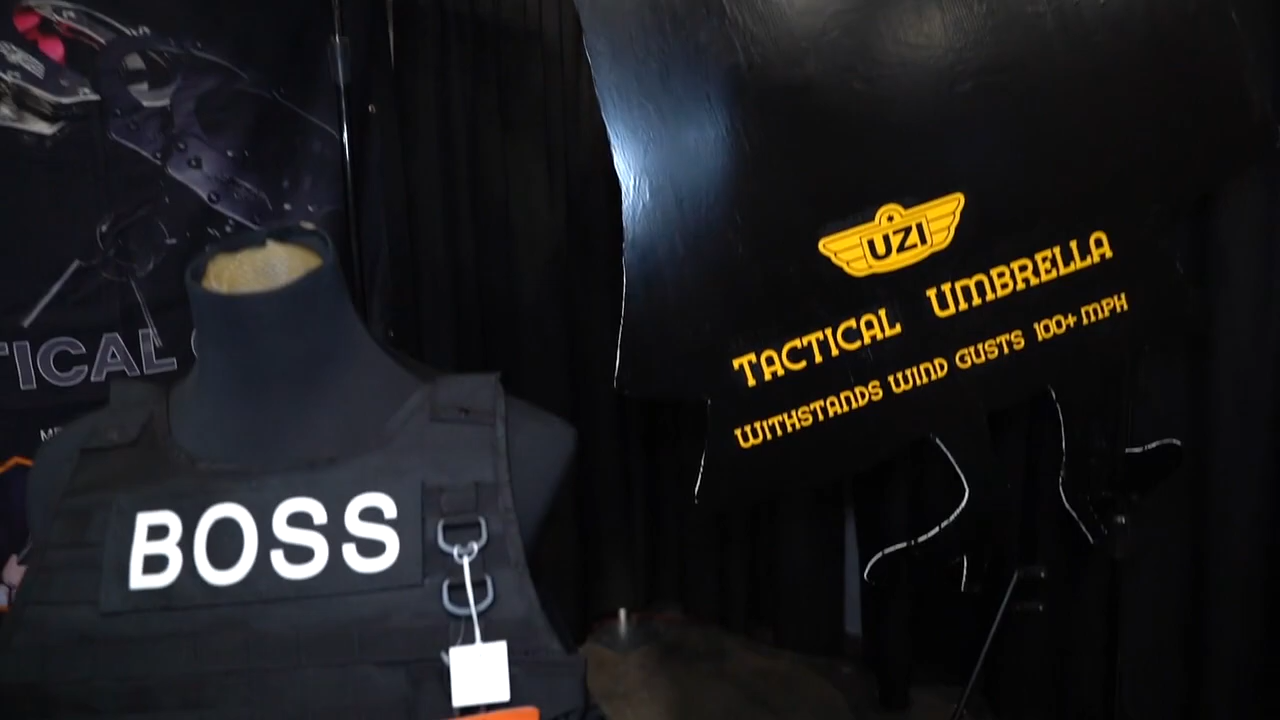 TICAL
BOSS
UZI
TACTICAL UMBRELLA
WITHSTANDS WIND GUSTS 100+ MPH